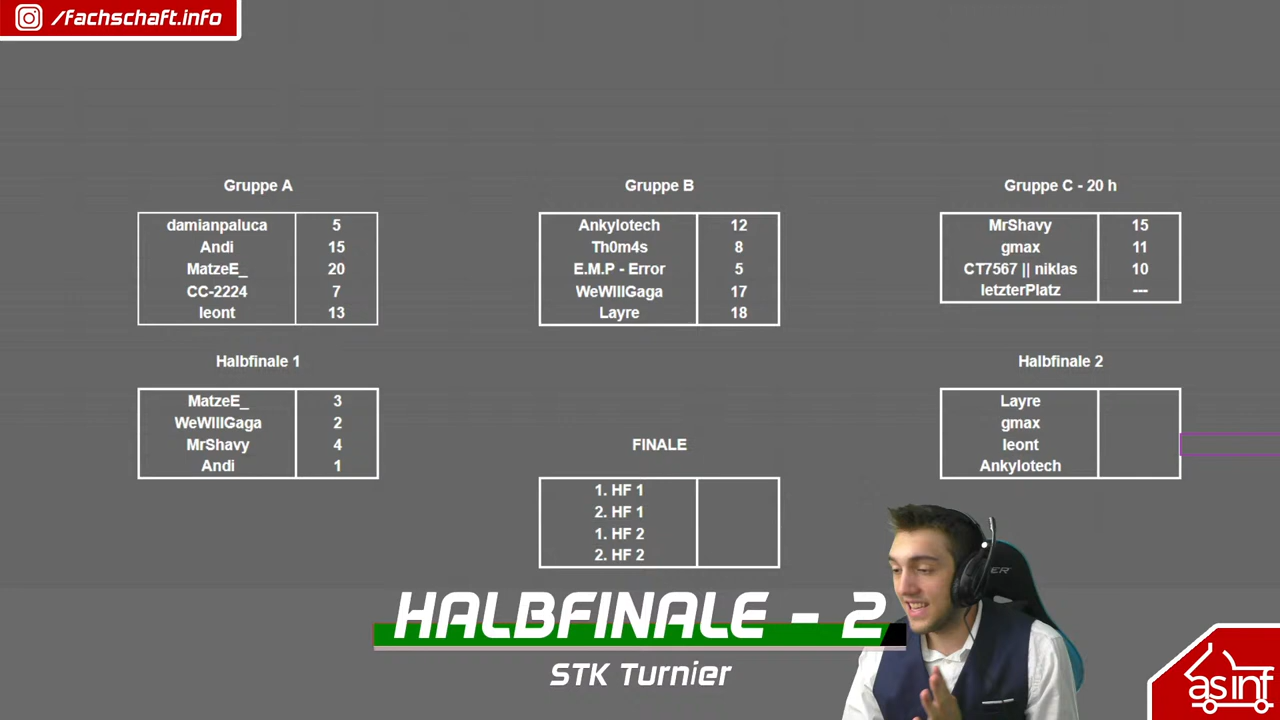 /fachschaft.info
Gruppe A
damianpaluca 5
Andi 15
MatzeE_ 20
CC-2224 7
leont 13
Gruppe B
Ankylotech 12
Th0m4s 8
E.M.P - Error 5
WeWIllGaga 17
Layre 18
Gruppe C - 20 h
MrShavy 15
gmax 11
CT7567 || niklas 10
letzterPlatz ---
Halbfinale 1
MatzeE_ 3
WeWIllGaga 2
MrShavy 4
Andi 1
FINALE
1. HF 1
2. HF 1
1. HF 2
2. HF 2
Halbfinale 2
Layre
gmax
leont
Ankylotech
HALBFINALE - 2
STK Turnier
as inf